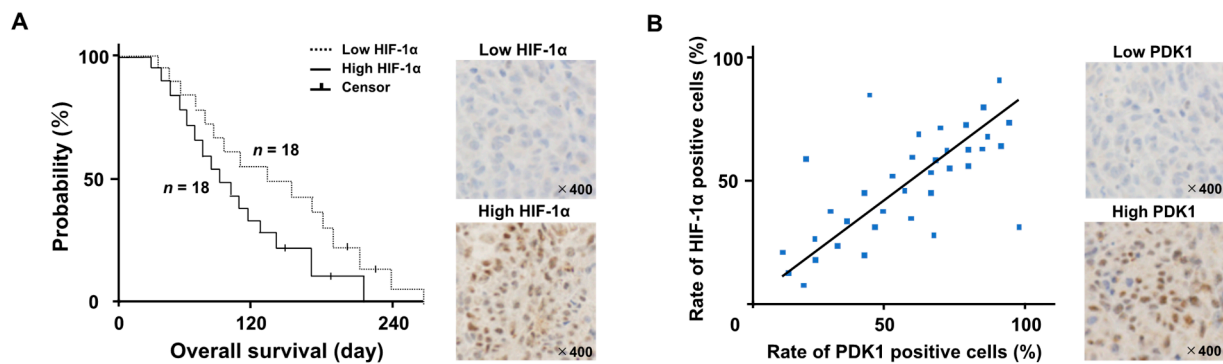 A
Probability (%)
100
50
0
0
120
240
Overall survival (day)
Low HIF-1α
High HIF-1α
Censor
n = 18
n = 18
Low HIF-1α
×400
High HIF-1α
×400
B
Rate of HIF-1α positive cells (%)
100
50
0
50
100
Rate of PDK1 positive cells (%)
Low PDK1
×400
High PDK1
×400